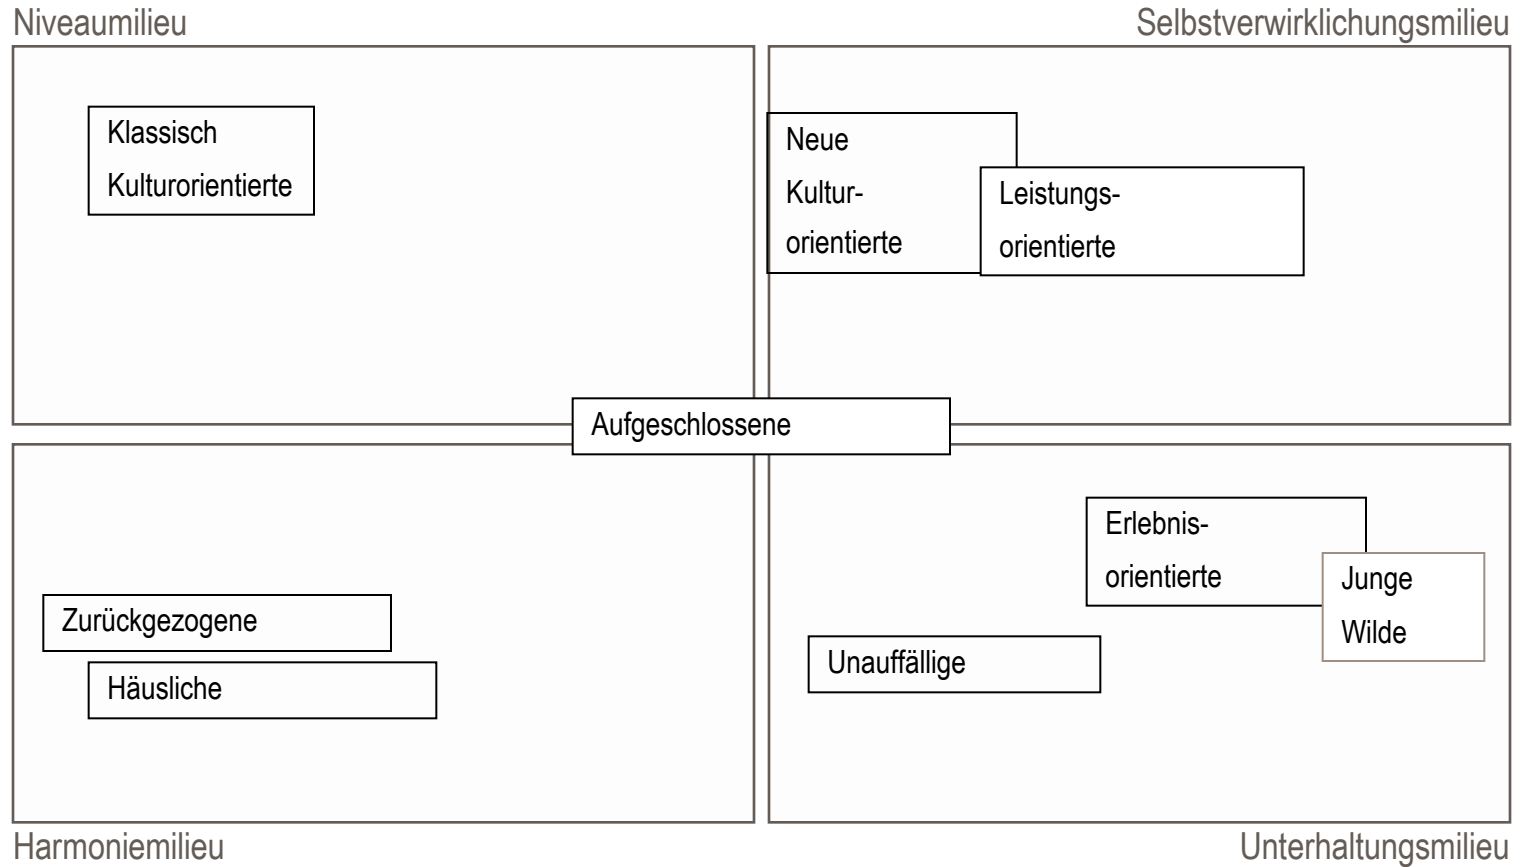 Niveaumilieu
Selbstverwirklichungsmilieu
Klassisch
Kulturorientierte
Neue
Kultur-
orientierte
Leistungs-
orientierte
Aufgeschlossene
Erlebnis-
orientierte
Junge
Wilde
Zurückgezogene
Häusliche
Unauffällige
Harmoniemilieu
Unterhaltungsmilieu